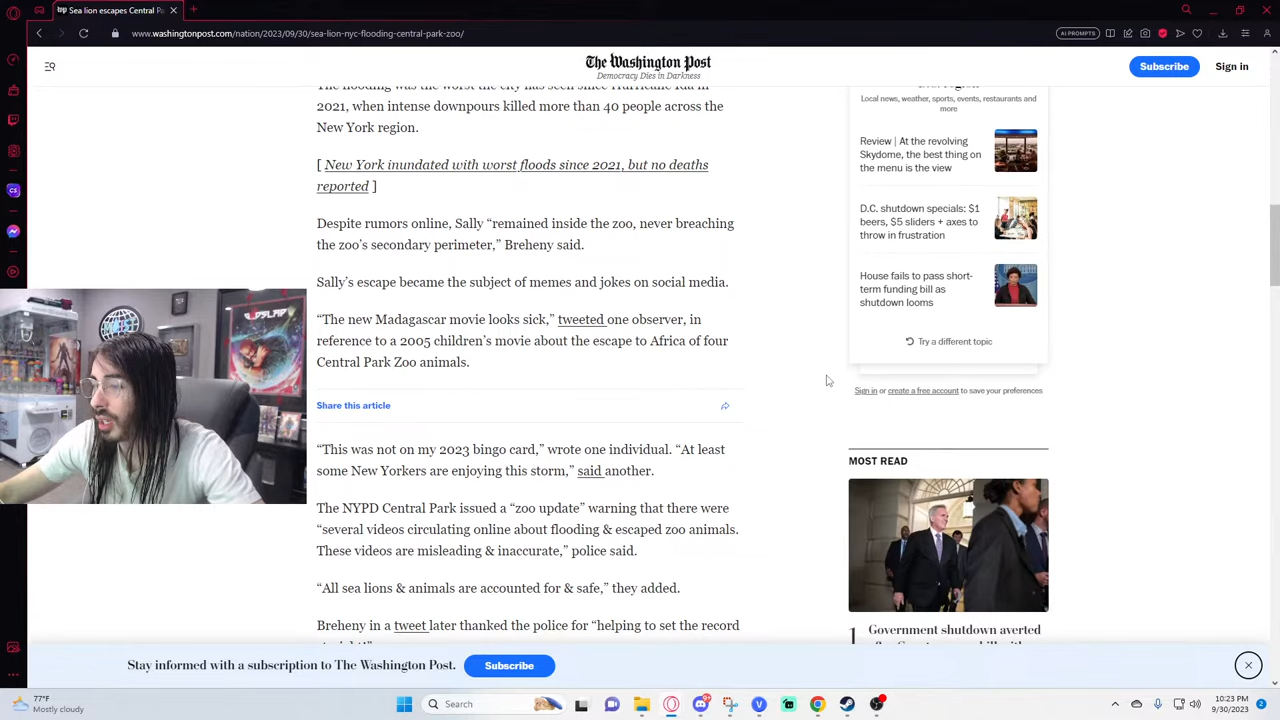 Sea lion escapes Central Par
www.washingtonpost.com/nation/2023/09/30/sea-lion-nyc-flooding-central-park-zoo/
AI PROMPTS
The Washington Post
Democracy Dies in Darkness
Subscribe
Sign in
The flooding was the worst the city has seen since Hurricane Ida in
2021, when intense downpours killed more than 40 people across the
New York region.
[ New York inundated with worst floods since 2021, but no deaths
reported ]
Despite rumors online, Sally “remained inside the zoo, never breaching
the zoo’s secondary perimeter,” Breheny said.
Sally’s escape became the subject of memes and jokes on social media.
“The new Madagascar movie looks sick,” tweeted one observer, in
reference to a 2005 children’s movie about the escape to Africa of four
Central Park Zoo animals.
Share this article
“This was not on my 2023 bingo card,” wrote one individual. “At least
some New Yorkers are enjoying this storm,” said another.
The NYPD Central Park issued a “zoo update” warning that there were
“several videos circulating online about flooding & escaped zoo animals.
These videos are misleading & inaccurate,” police said.
“All sea lions & animals are accounted for & safe,” they added.
Breheny in a tweet later thanked the police for “helping to set the record
Local news, weather, sports, events, restaurants and
more
Review | At the revolving
Skydome, the best thing on
the menu is the view
D.C. shutdown specials: $1
beers, $5 sliders + axes to
throw in frustration
House fails to pass short-
term funding bill as
shutdown looms
Try a different topic
Sign in or create a free account to save your preferences
MOST READ
1 Government shutdown averted
Stay informed with a subscription to The Washington Post.
Subscribe
77°F
Mostly cloudy
Search
10:23 PM
9/30/2023
2